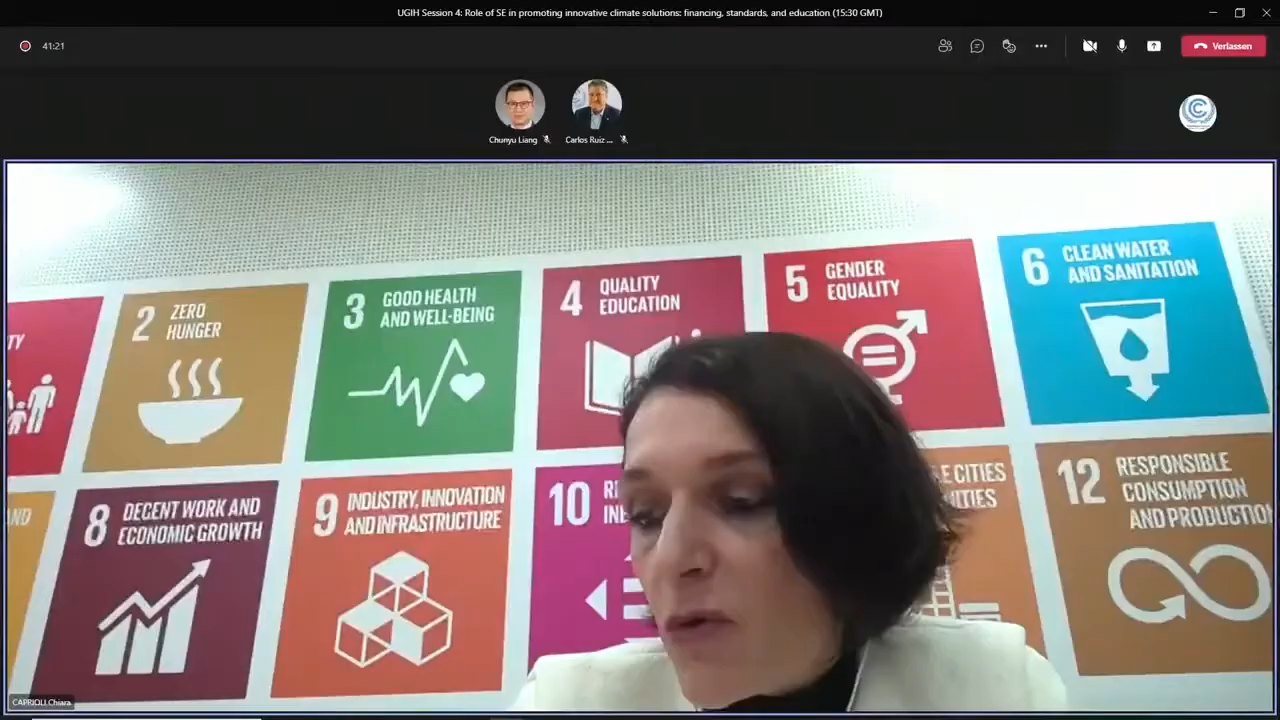 UGIH Session 4: Role of SE in promoting innovative climate solutions: financing, standards, and education (15:30 GMT)
41:21
Verlassen
Chunyu Liang
Carlos Ruiz ...
2 ZERO
HUNGER
3 GOOD HEALTH
AND WELL-BEING
4 QUALITY
EDUCATION
5 GENDER
EQUALITY
6 CLEAN WATER
AND SANITATION
8 DECENT WORK AND
ECONOMIC GROWTH
9 INDUSTRY, INNOVATION
AND INFRASTRUCTURE
10
CITIES
12 RESPONSIBLE
CONSUMPTION
AND PRODUCTION
CAPRIOLI Chiara